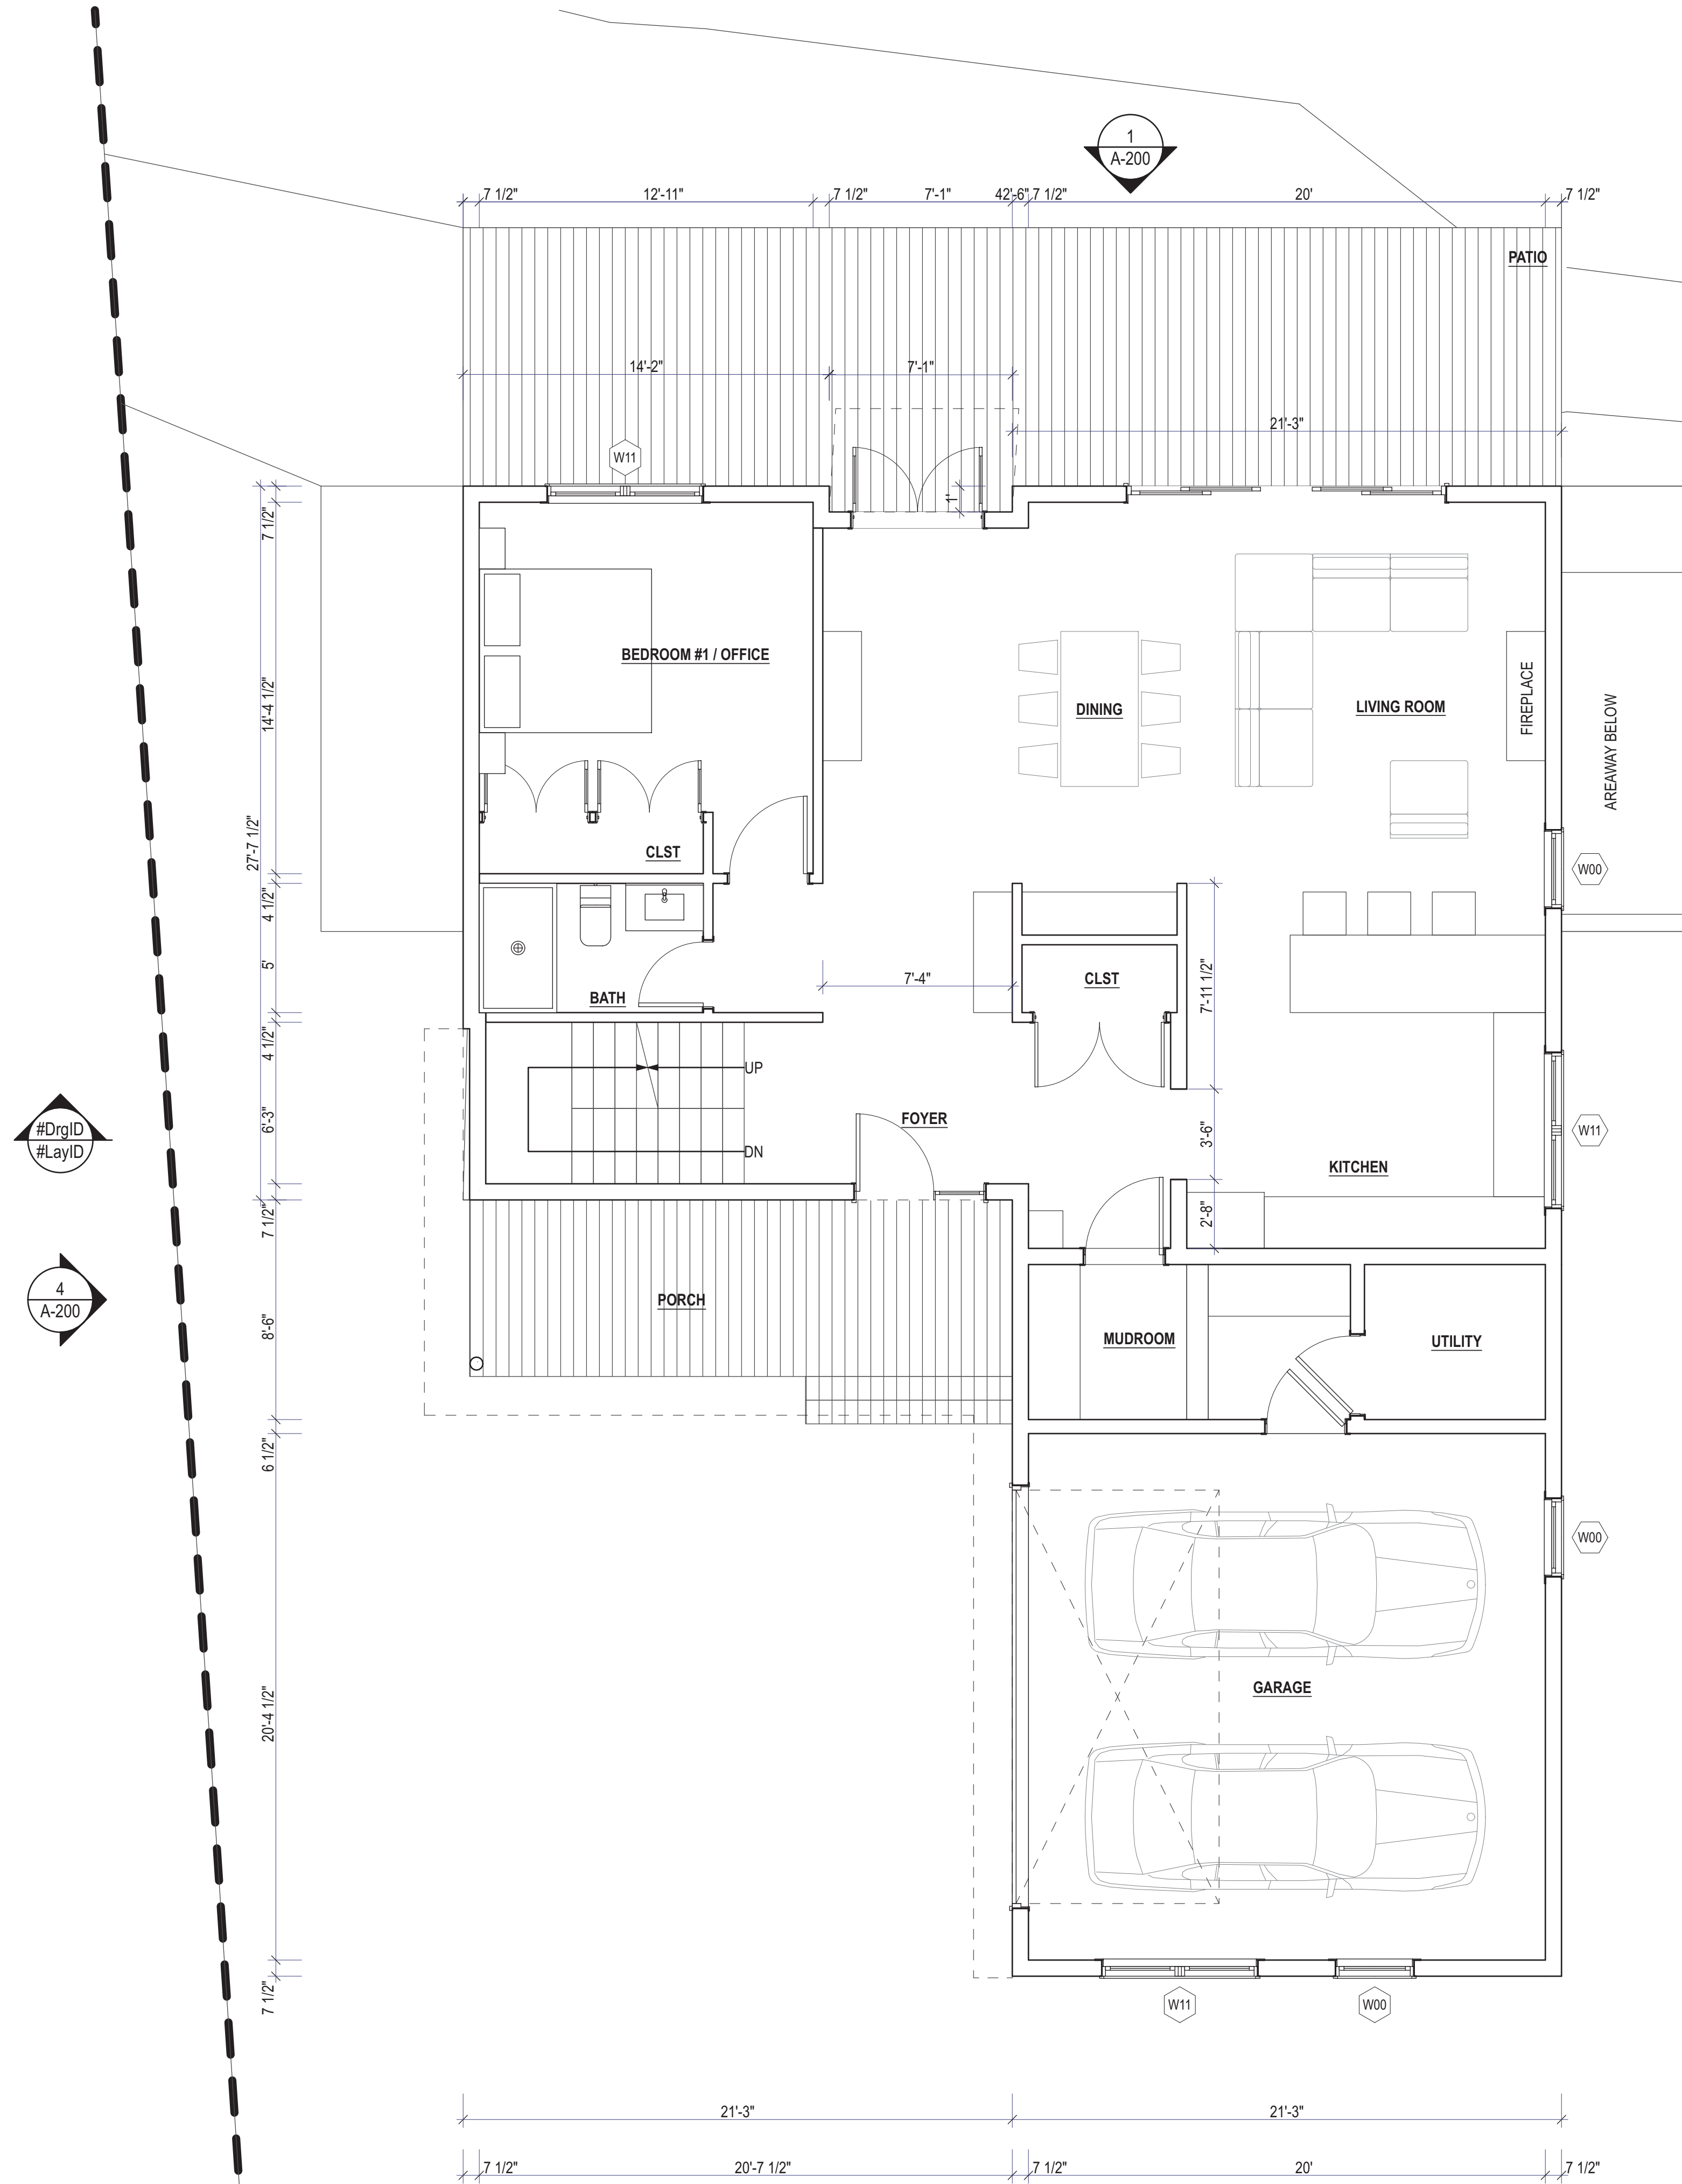 1
A-200
7 1/2"
12'-11"
7 1/2"
7'-1"
42'-6"
7 1/2"
20'
7 1/2"
PATIO
14'-2"
7'-1"
21'-3"
W11
1'
7 1/2"
14'-4 1/2"
27'-7 1/2"
4 1/2"
5'
4 1/2"
6'-3"
7 1/2"
8'-6"
6 1/2"
20'-4 1/2"
7 1/2"
BEDROOM #1 / OFFICE
DINING
LIVING ROOM
FIREPLACE
AREAWAY BELOW
CLST
W00
BATH
7'-4"
CLST
7'-11 1/2"
UP
DN
FOYER
3'-6"
W11
KITCHEN
2'-8"
#DrgID
#LayID
4
A-200
PORCH
MUDROOM
UTILITY
W00
GARAGE
W11
W00
21'-3"
21'-3"
7 1/2"
20'-7 1/2"
7 1/2"
20'
7 1/2"